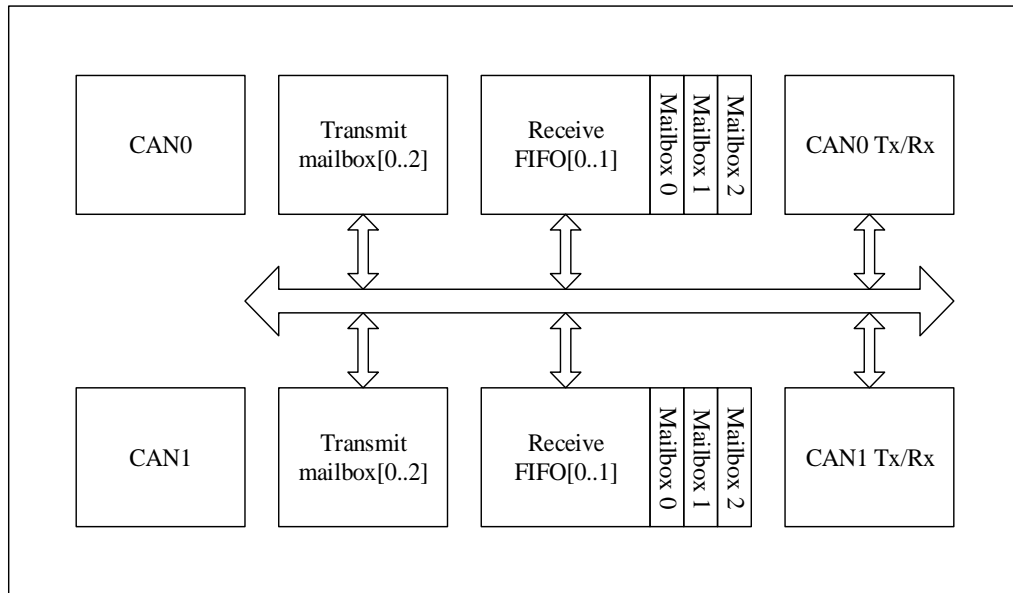 CAN0
Transmit
mailbox[0..2]
Receive
FIFO[0..1]
Mailbox 0
Mailbox 1
Mailbox 2
CAN0 Tx/Rx
CAN1
Transmit
mailbox[0..2]
Receive
FIFO[0..1]
Mailbox 0
Mailbox 1
Mailbox 2
CAN1 Tx/Rx